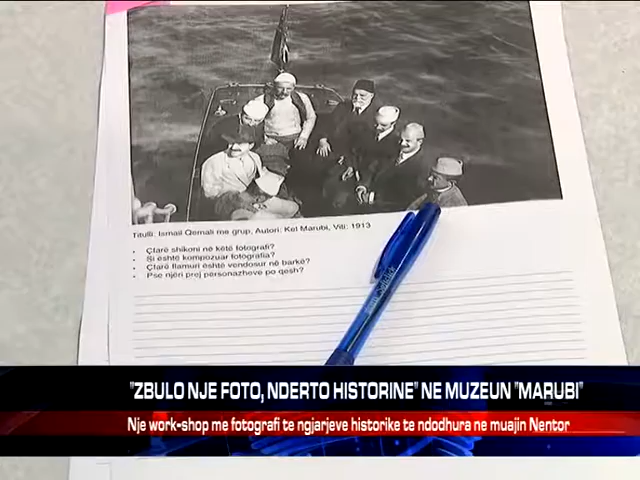 Titulli: Ismail Qemali me grup, Autori: Kel Marubi, Viti: 1913
Çfarë shikoni në këtë fotografi?
Si është kompozuar fotografia?
Çfarë flamuri është vendosur në barkë?
Pse njëri prej personazheve po qesh?
"ZBULO NJE FOTO, NDERTO HISTORINE" NE MUZEUN "MARUBI"
Nje work-shop me fotografi te ngjarjeve historike te ndodhura ne muajin Nentor